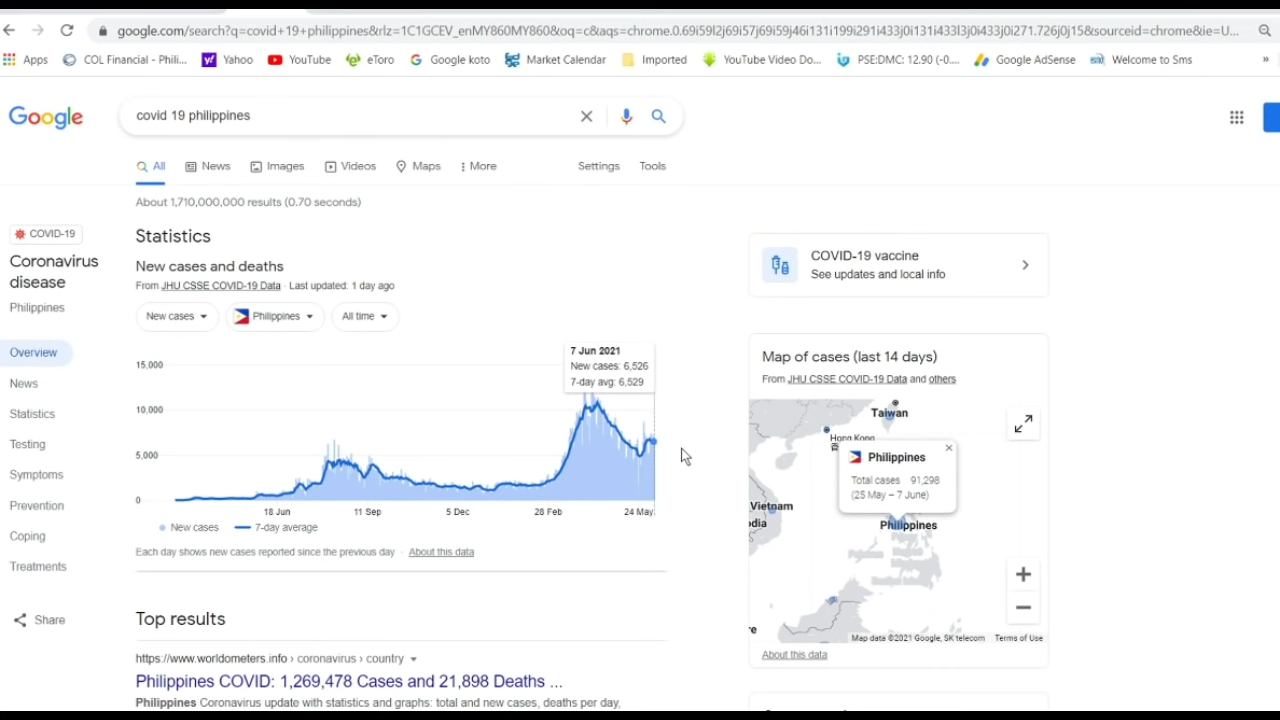 google.com/search?q=covid+19+philippines&rlz=1C1GCEV_enMY860MY860&oq=c&aqs=chrome.0.69i59l2j69i57j69i59j46i131i199i291i433j0i131i433l3j0i433j0i271.726j0j15&sourceid=chrome&ie=U...
Apps COL Financial - Phili... Yahoo YouTube eToro Google koto Market Calendar Imported YouTube Video Do... PSE:DMC: 12.90 (-0.... Google AdSense Welcome to Sms »
Google
covid 19 philippines
All News Images Videos Maps More Settings Tools
About 1,710,000,000 results (0.70 seconds)
COVID-19
Coronavirus
disease
Philippines
Overview
News
Statistics
Testing
Symptoms
Prevention
Coping
Treatments
Share
Statistics
New cases and deaths
From JHU CSSE COVID-19 Data · Last updated: 1 day ago
New cases Philippines All time
7 Jun 2021
New cases: 6,526
7-day avg: 6,529
15,000
10,000
5,000
0
18 Jun 11 Sep 5 Dec 28 Feb 24 May
New cases 7-day average
Each day shows new cases reported since the previous day · About this data
Top results
https://www.worldometers.info › coronavirus › country
Philippines COVID: 1,269,478 Cases and 21,898 Deaths ...
Philippines Coronavirus update with statistics and graphs: total and new cases, deaths per day,
COVID-19 vaccine
See updates and local info
Map of cases (last 14 days)
From JHU CSSE COVID-19 Data and others
Taiwan
Hong Kong
Philippines
Total cases 91,298
(25 May – 7 June)
Vietnam
dia
Philippines
re
Map data ©2021 Google, SK telecom Terms of Use
About this data